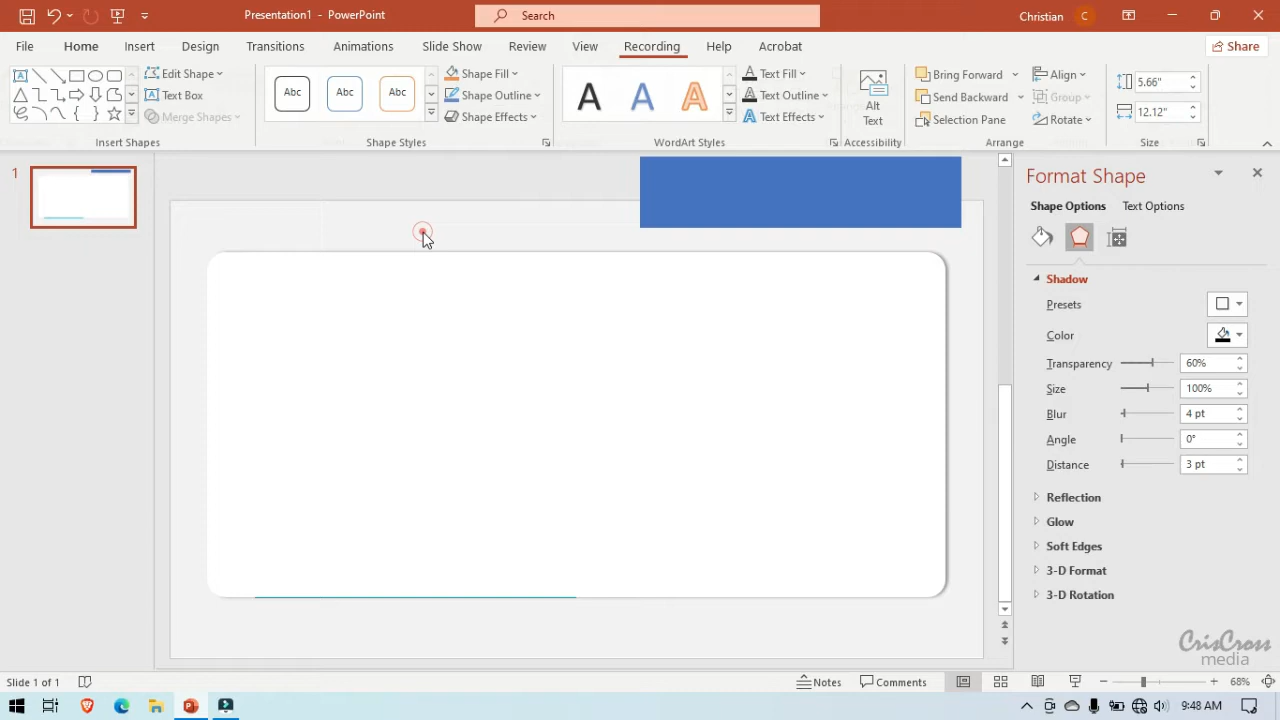 Presentation1 - PowerPoint
Search
Christian
C
File
Home
Insert
Design
Transitions
Animations
Slide Show
Review
View
Recording
Help
Acrobat
Share
Edit Shape
Text Box
Merge Shapes
Insert Shapes
Abc
Abc
Abc
Shape Fill
Shape Outline
Shape Effects
Shape Styles
A
A
A
Text Fill
Text Outline
Text Effects
WordArt Styles
Alt
Text
Accessibility
Bring Forward
Send Backward
Selection Pane
Align
Group
Rotate
Arrange
5.66"
12.12"
Size
1
Format Shape
Shape Options
Text Options
Shadow
Presets
Color
Transparency
60%
Size
100%
Blur
4 pt
Angle
0°
Distance
3 pt
Reflection
Glow
Soft Edges
3-D Format
3-D Rotation
CrisCross
media
Slide 1 of 1
Notes
Comments
68%
9:48 AM